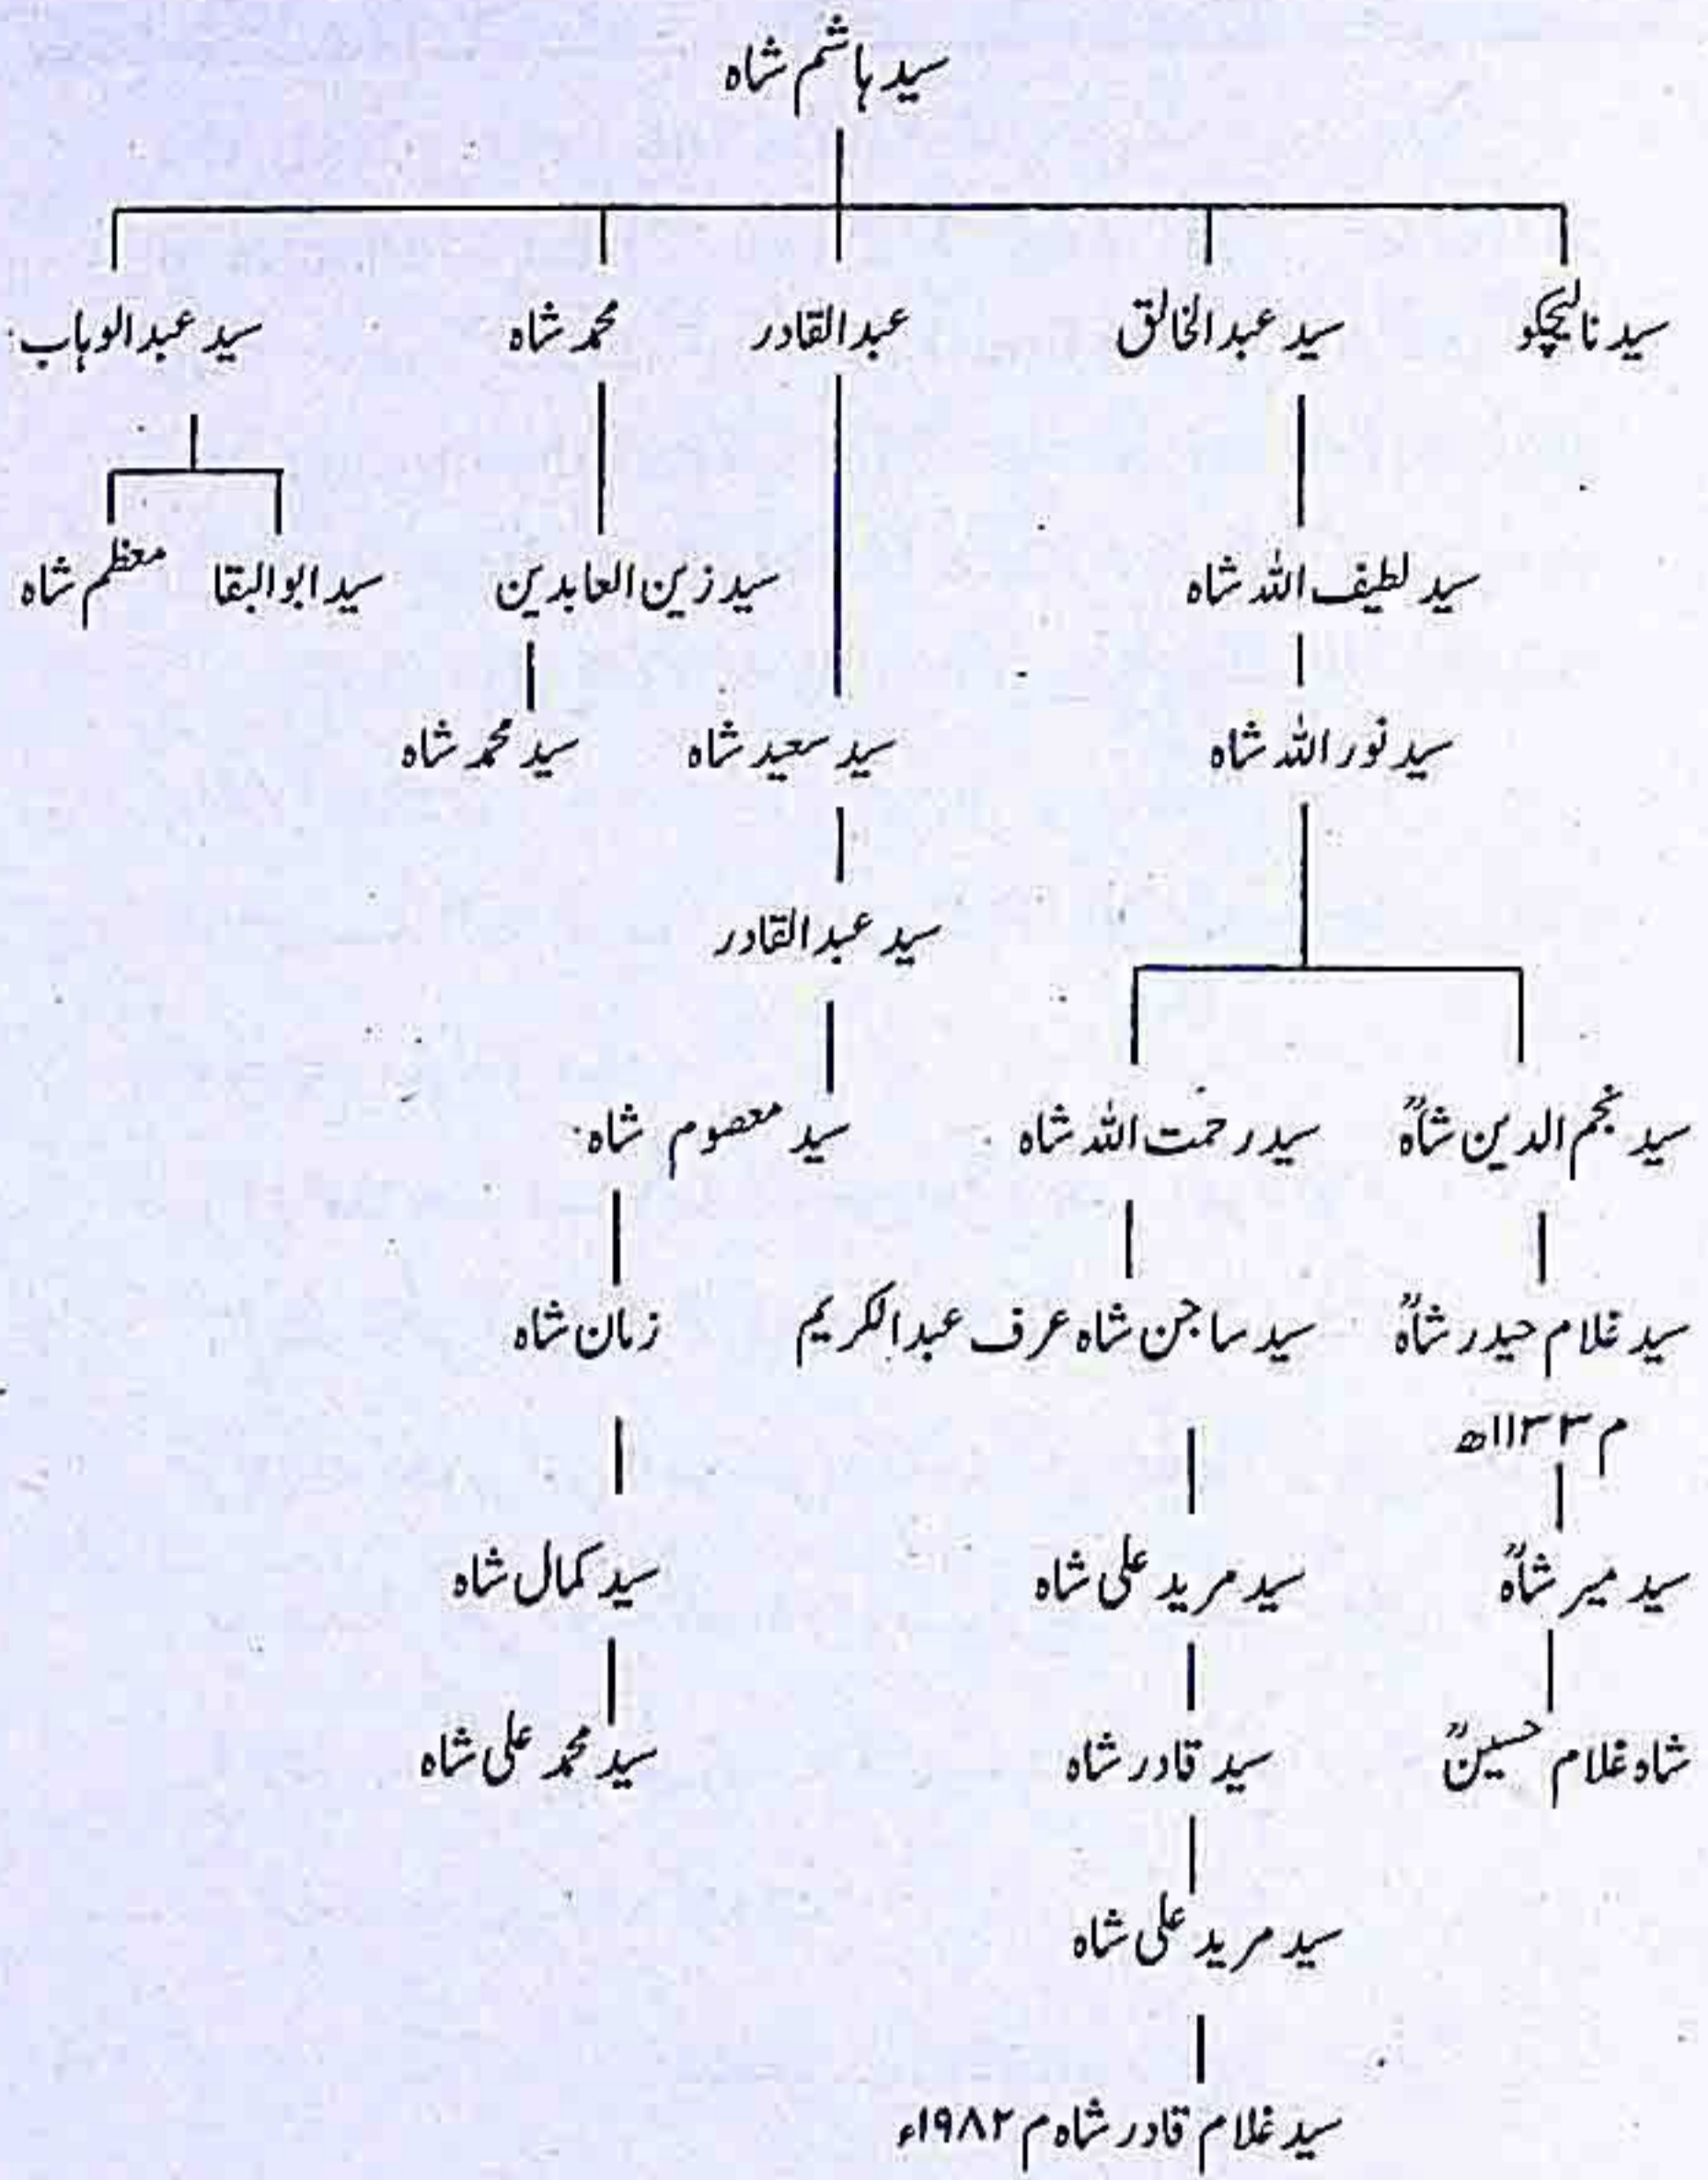 سید ہاشم شاہ
سید نالیچکو سید عبدالخالق عبدالقادر محمد شاہ سید عبدالوہاب
سید لطیف اللہ شاہ سید زین العابدین سید ابوالبقا معظم شاہ
سید نور اللہ شاہ سید سعید شاہ سید محمد شاہ
سید عبدالقادر
سید نجم الدین شاہؒ سید رحمت اللہ شاہ سید معصوم شاہ
سید غلام حیدر شاہؒ سید ساجن شاہ عرف عبدالکریم زمان شاہ
م ۱۱۳۳ھ
سید میر شاہؒ سید مرید علی شاہ سید کمال شاہ
شاہ غلام حسینؒ سید قادر شاہ سید محمد علی شاہ
سید مرید علی شاہ
سید غلام قادر شاہ م ۱۹۸۲ء